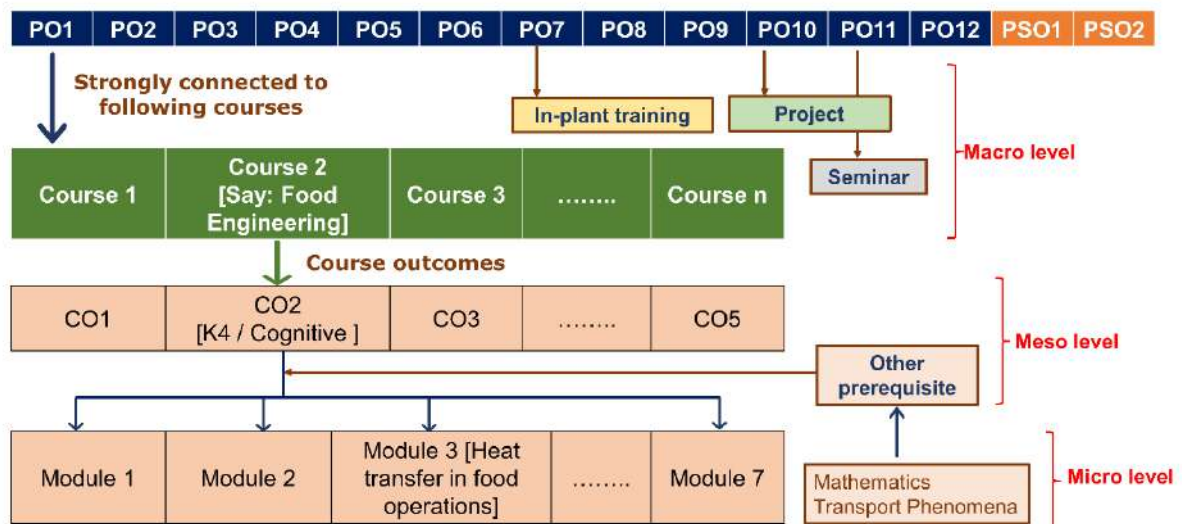 PO1 PO2 PO3 PO4 PO5 PO6 PO7 PO8 PO9 PO10 PO11 PO12 PSO1 PSO2
Strongly connected to
following courses
In-plant training
Project
Seminar
Macro level
Course 1
Course 2
[Say: Food
Engineering]
Course 3
........
Course n
Course outcomes
CO1
CO2
[K4 / Cognitive ]
CO3
........
CO5
Meso level
Other
prerequisite
Module 1
Module 2
Module 3 [Heat
transfer in food
operations]
........
Module 7
Mathematics
Transport Phenomena
Micro level